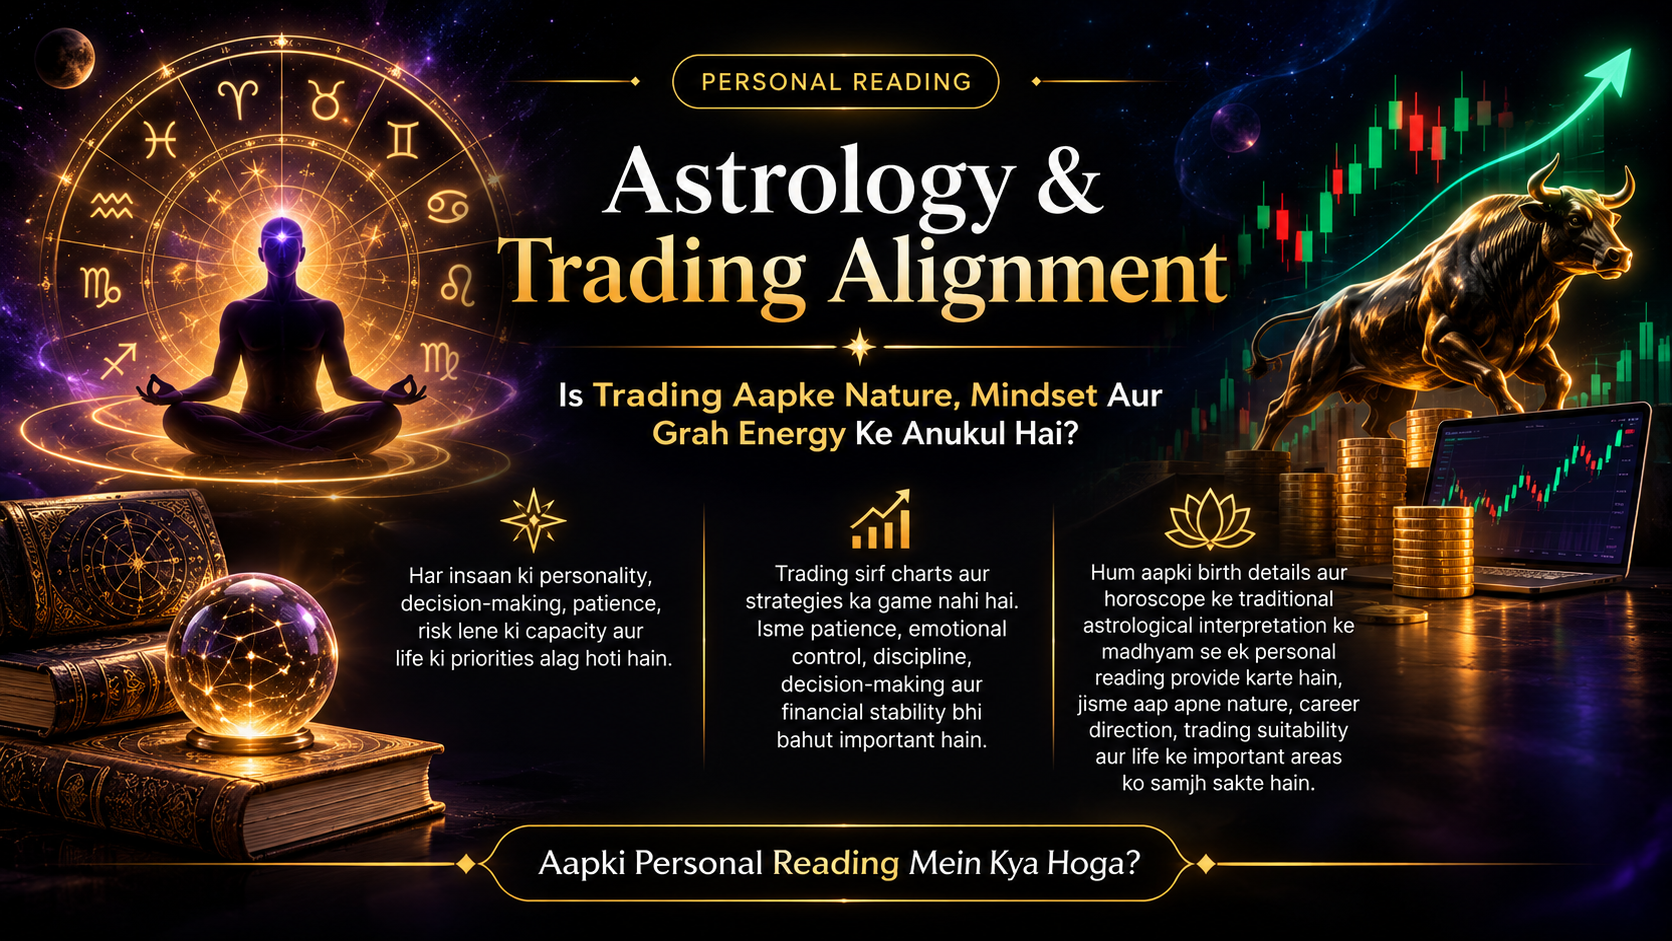 PERSONAL READING
Astrology &
Trading Alignment
Is Trading Aapke Nature, Mindset Aur
Grah Energy Ke Anukul Hai?
Har insaan ki personality,
decision-making, patience,
risk lene ki capacity aur
life ki priorities alag hoti hain.
Trading sirf charts aur
strategies ka game nahi hai.
Isme patience, emotional
control, discipline,
decision-making aur
financial stability bhi
bahut important hain.
Hum aapki birth details aur
horoscope ke traditional
astrological interpretation ke
madhyam se ek personal
reading provide karte hain,
jisme aap apne nature, career
direction, trading suitability
aur life ke important areas
ko samjh sakte hain.
Aapki Personal Reading Mein Kya Hoga?